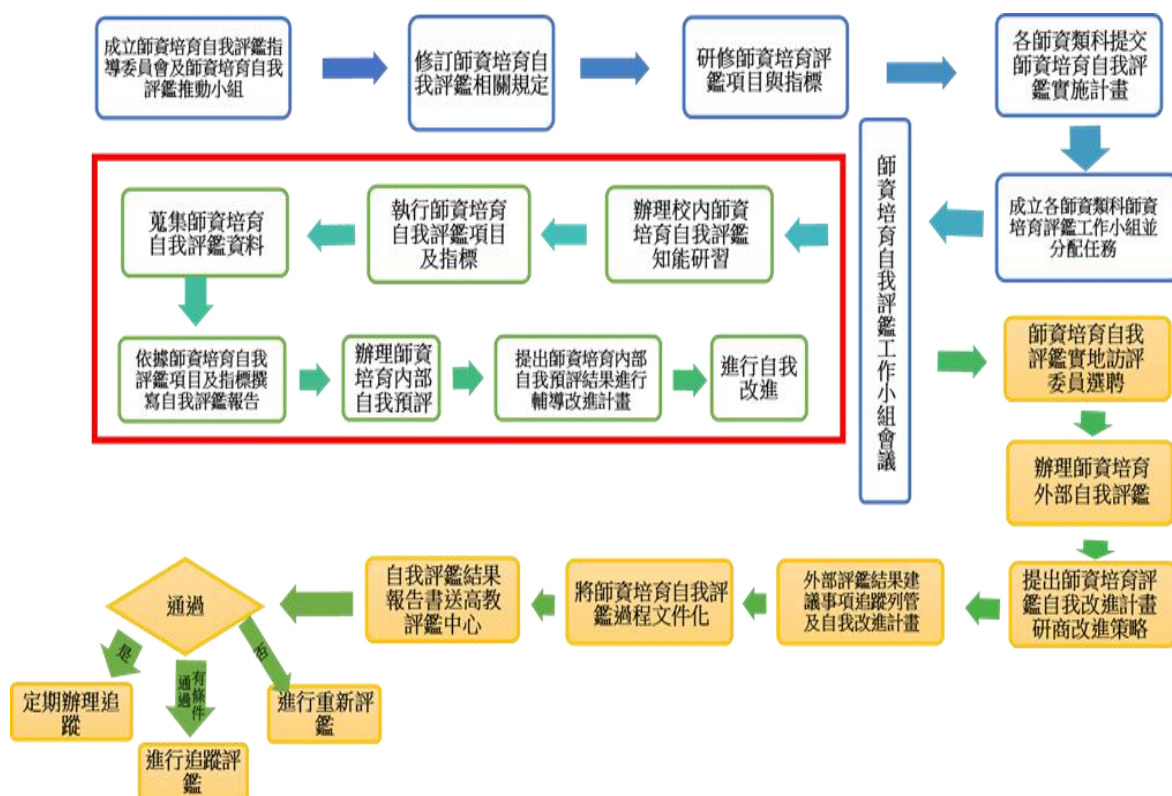 成立師資培育自我評鑑指
導委員會及師資培育自我
評鑑推動小組
修訂師資培育自
我評鑑相關規定
研修師資培育評
鑑項目與指標
各師資類科提交
師資培育自我評
鑑實施計畫
成立各師資類科師資
培育評鑑工作小組並
分配任務
師資培育自我評鑑工作小組會議
辦理校內師資
培育自我評鑑
知能研習
執行師資培育
自我評鑑項目
及指標
蒐集師資培育
自我評鑑資料
依據師資培育自我
評鑑項目及指標撰
寫自我評鑑報告
辦理師資
培育內部
自我預評
提出師資培育內部
自我預評結果進行
輔導改進計畫
進行自我
改進
師資培育自我
評鑑實地訪評
委員選聘
辦理師資培育
外部自我評鑑
提出師資培育評
鑑自我改進計畫
研商改進策略
外部評鑑結果建
議事項追蹤列管
及自我改進計畫
將師資培育自我評
鑑過程文件化
自我評鑑結果
報告書送高教
評鑑中心
通過
是
有條件
通過
否
定期辦理追
蹤
進行追蹤評
鑑
進行重新評
鑑